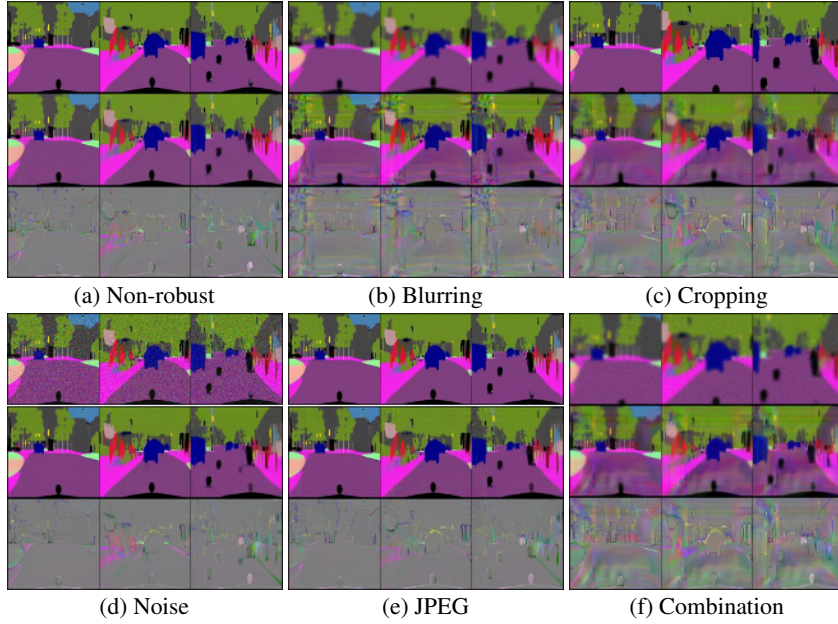 (a) Non-robust
(b) Blurring
(c) Cropping
(d) Noise
(e) JPEG
(f) Combination